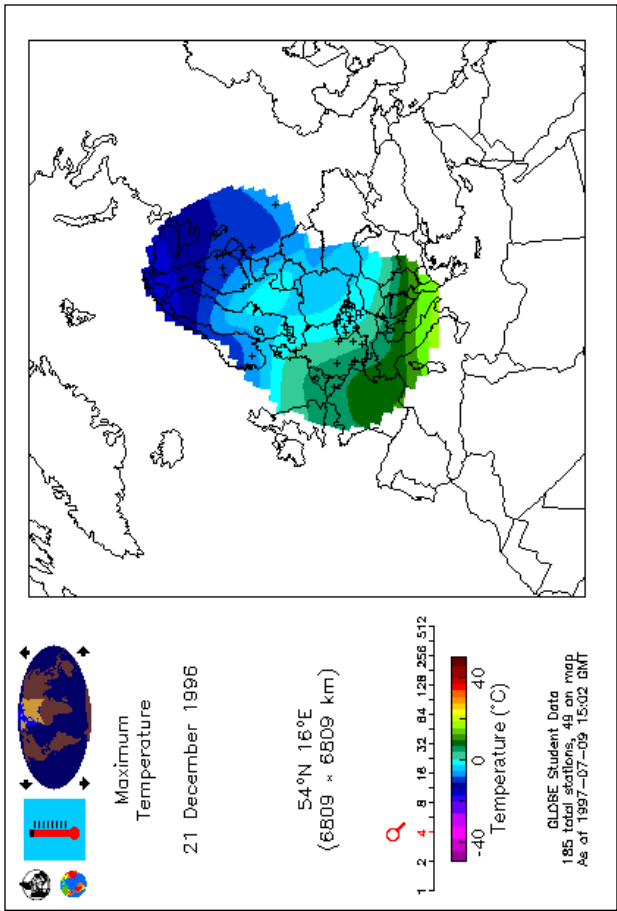 Maximum
Temperature
21 December 1996
54°N 16°E
(6809 × 6809 km)
1 2 4 8 16 32 64 128 256 512
-40 0 40
Temperature (°C)
GLOBE Student Data
185 total stations, 49 on map
As of 1997-07-09 15:02 GMT